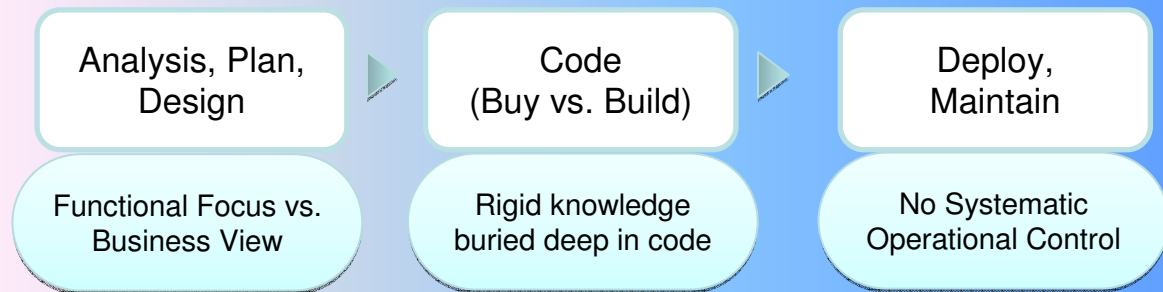 Analysis, Plan,
Design
Code
(Buy vs. Build)
Deploy,
Maintain
Functional Focus vs.
Business View
Rigid knowledge
buried deep in code
No Systematic
Operational Control